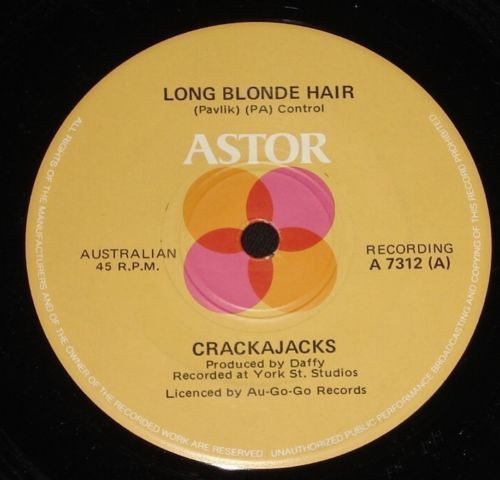 LONG BLONDE HAIR
(Pavlik) (PA) Control
ASTOR
AUSTRALIAN
45 R.P.M.
RECORDING
A 7312 (A)
CRACKAJACKS
Produced by Daffy
Recorded at York St. Studios
Licenced by Au-Go-Go Records
ALL RIGHTS OF THE MANUFACTURERS AND OF THE OWNER OF THE RECORDED WORK ARE RESERVED UNAUTHORIZED PUBLIC PERFORMANCE BROADCASTING AND COPYING OF THIS RECORD PROHIBITED